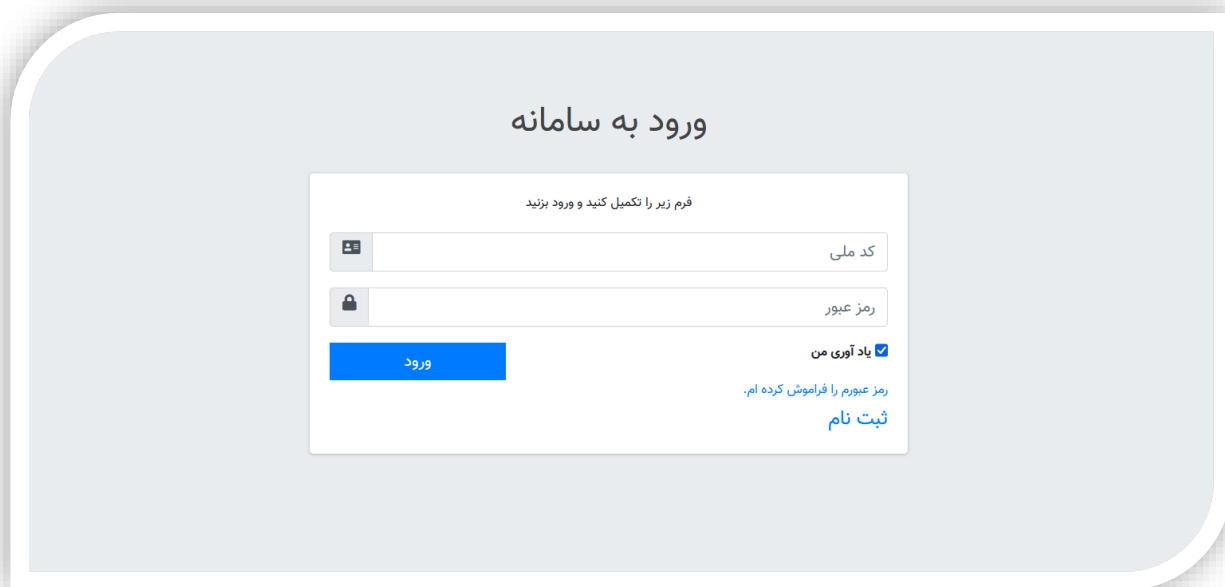 ورود به سامانه
فرم زیر را تکمیل کنید و ورود بزنید
کد ملی
رمز عبور
یاد آوری من
ورود
رمز عبورم را فراموش کرده ام.
ثبت نام